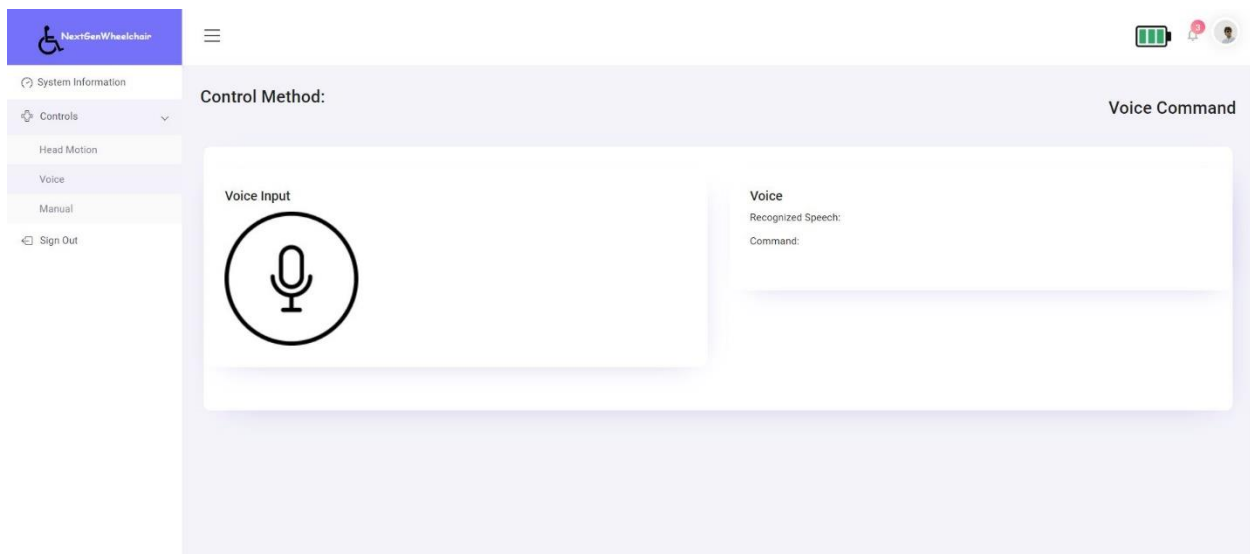 NextGenWheelchair
3
System Information
Controls
Head Motion
Voice
Manual
Sign Out
Control Method:
Voice Command
Voice Input
Voice
Recognized Speech:
Command: